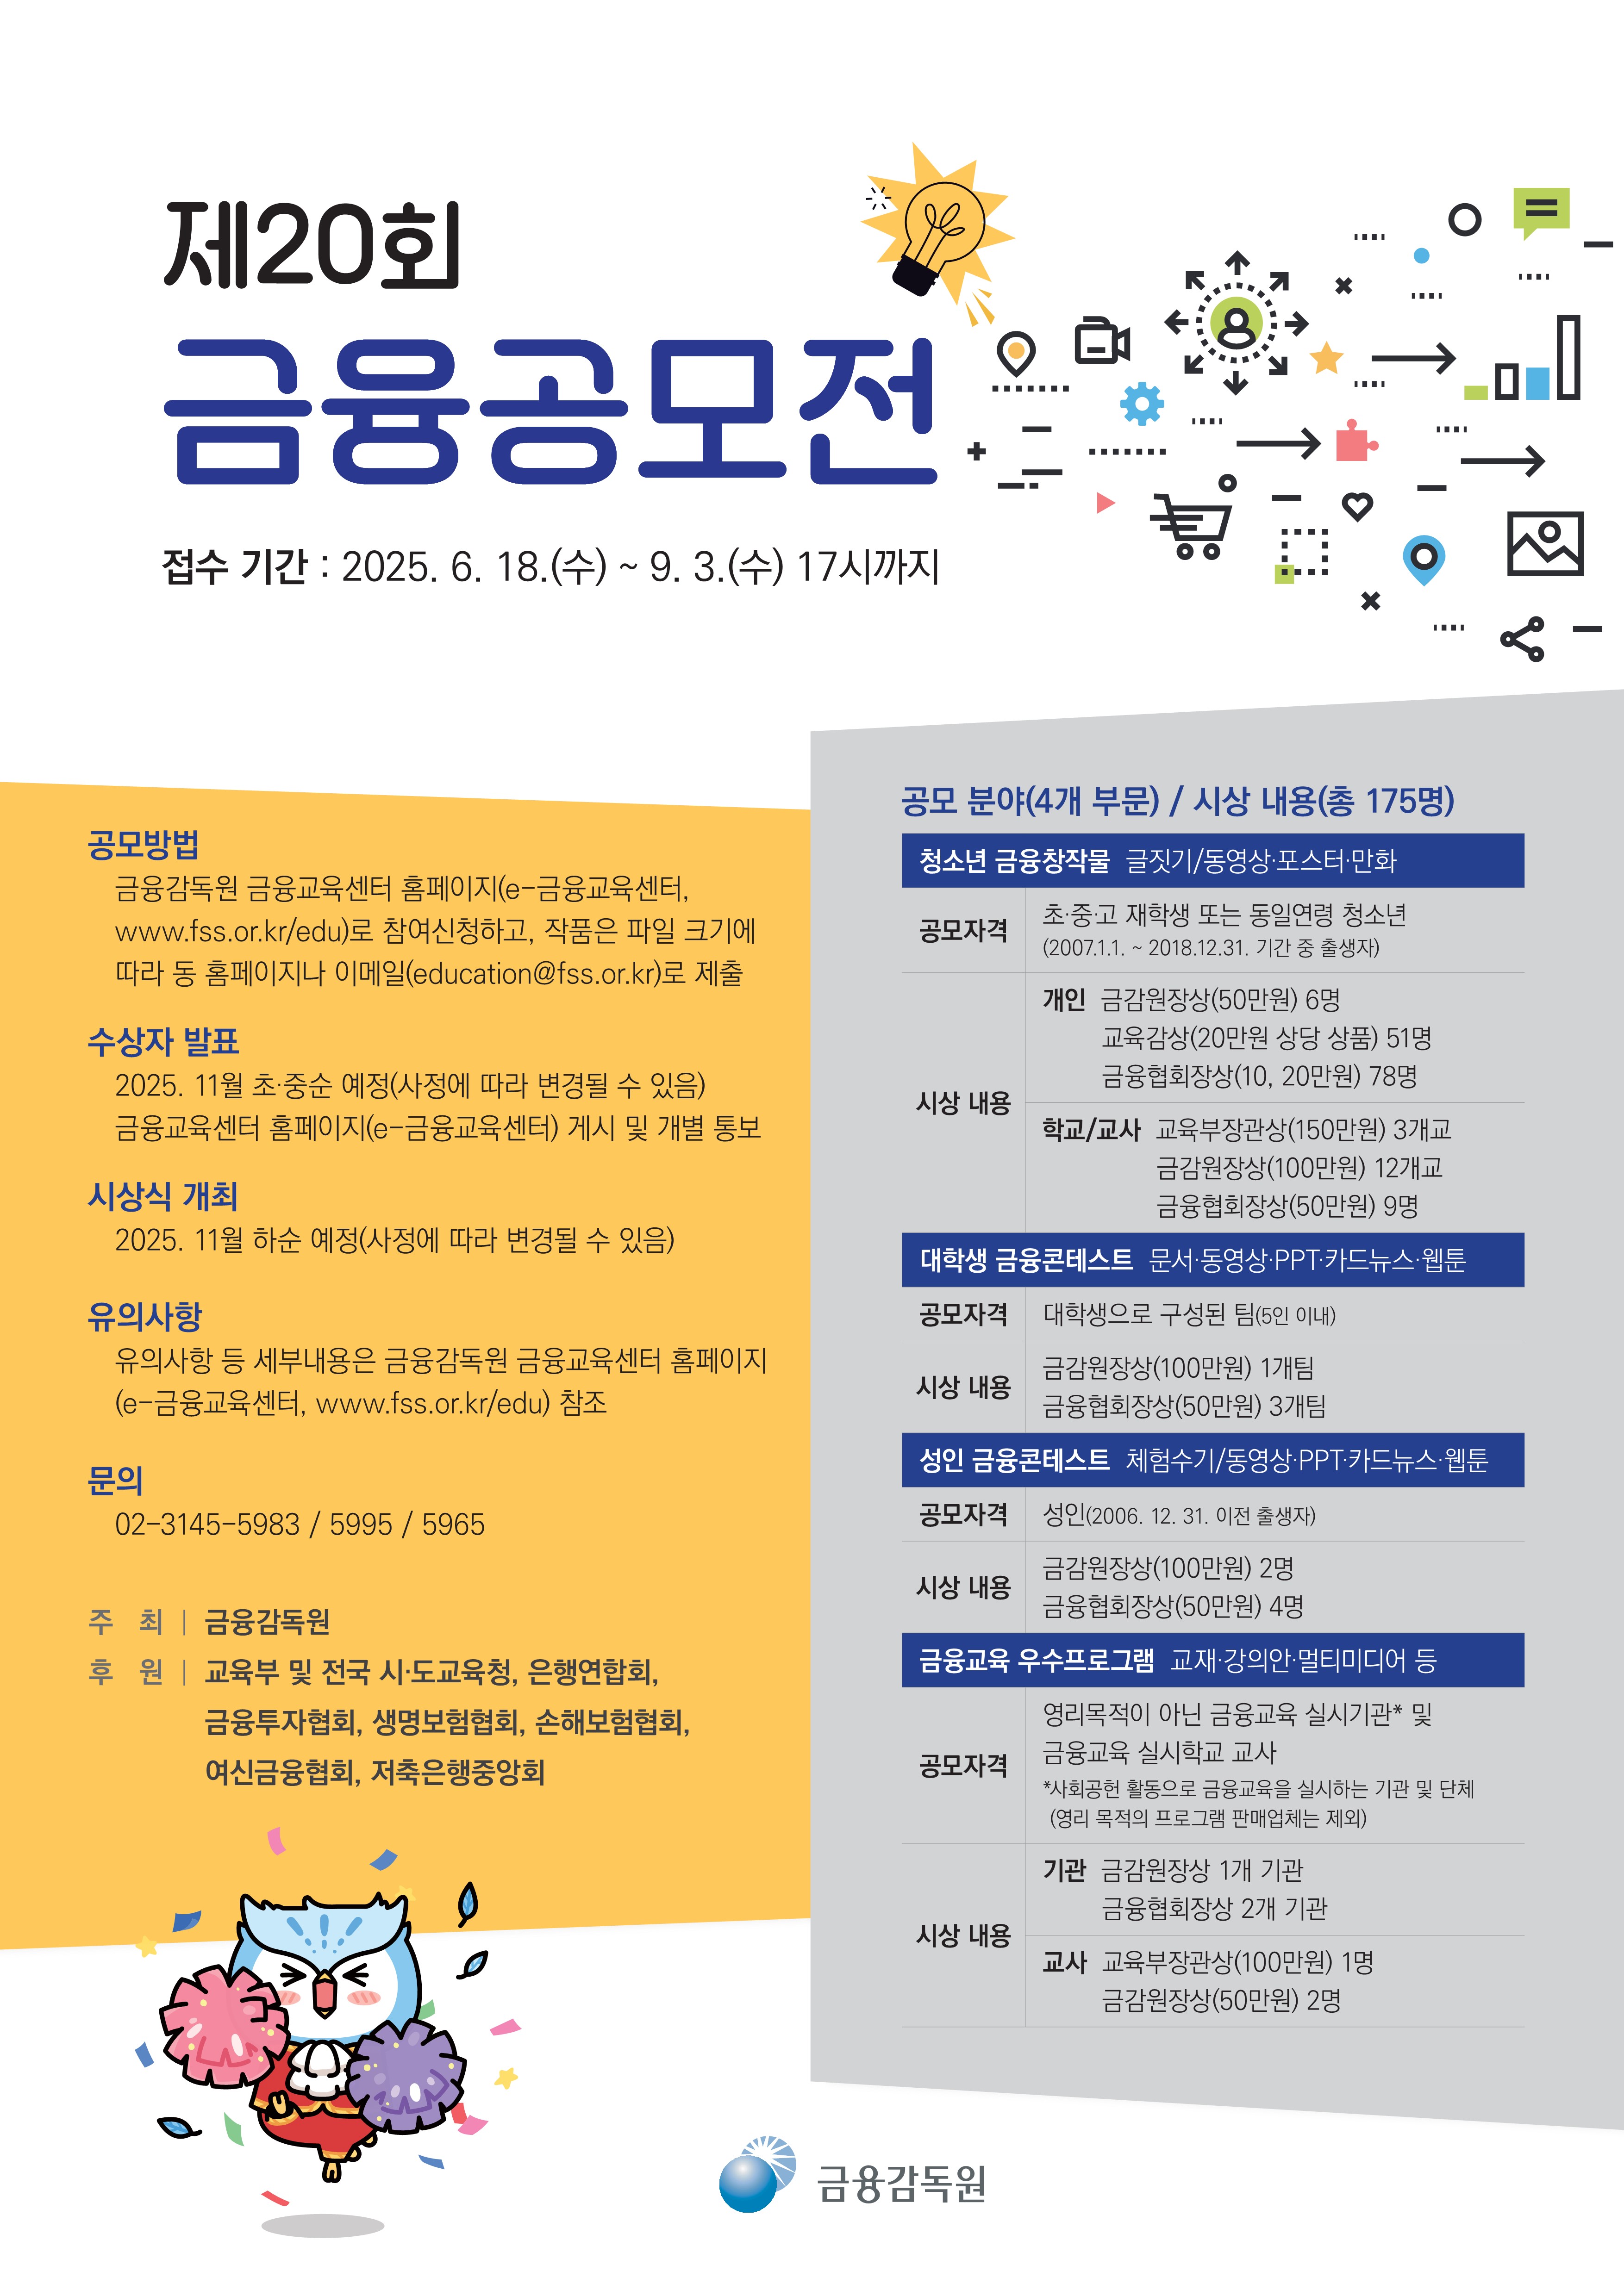 제20회
금융공모전
접수 기간 : 2025. 6. 18.(수) ~ 9. 3.(수) 17시까지
공모방법
금융감독원 금융교육센터 홈페이지(e-금융교육센터,
www.fss.or.kr/edu)로 참여신청하고, 작품은 파일 크기에
따라 동 홈페이지나 이메일(education@fss.or.kr)로 제출
수상자 발표
2025. 11월 초·중순 예정(사정에 따라 변경될 수 있음)
금융교육센터 홈페이지(e-금융교육센터) 게시 및 개별 통보
시상식 개최
2025. 11월 하순 예정(사정에 따라 변경될 수 있음)
유의사항
유의사항 등 세부내용은 금융감독원 금융교육센터 홈페이지
(e-금융교육센터, www.fss.or.kr/edu) 참조
문의
02-3145-5983 / 5995 / 5965
주 최 | 금융감독원
후 원 | 교육부 및 전국 시·도교육청, 은행연합회,
금융투자협회, 생명보험협회, 손해보험협회,
여신금융협회, 저축은행중앙회
공모 분야(4개 부문) / 시상 내용(총 175명)
청소년 금융창작물 글짓기/동영상·포스터·만화
공모자격
초·중·고 재학생 또는 동일연령 청소년
(2007.1.1. ~ 2018.12.31. 기간 중 출생자)
시상 내용
개인 금감원장상(50만원) 6명
교육감상(20만원 상당 상품) 51명
금융협회장상(10, 20만원) 78명
학교/교사 교육부장관상(150만원) 3개교
금감원장상(100만원) 12개교
금융협회장상(50만원) 9명
대학생 금융콘테스트 문서·동영상·PPT·카드뉴스·웹툰
공모자격 대학생으로 구성된 팀(5인 이내)
시상 내용
금감원장상(100만원) 1개팀
금융협회장상(50만원) 3개팀
성인 금융콘테스트 체험수기/동영상·PPT·카드뉴스·웹툰
공모자격 성인(2006. 12. 31. 이전 출생자)
시상 내용
금감원장상(100만원) 2명
금융협회장상(50만원) 4명
금융교육 우수프로그램 교재·강의안·멀티미디어 등
공모자격
영리목적이 아닌 금융교육 실시기관* 및
금융교육 실시학교 교사
*사회공헌 활동으로 금융교육을 실시하는 기관 및 단체
(영리 목적의 프로그램 판매업체는 제외)
시상 내용
기관 금감원장상 1개 기관
금융협회장상 2개 기관
교사 교육부장관상(100만원) 1명
금감원장상(50만원) 2명
금융감독원